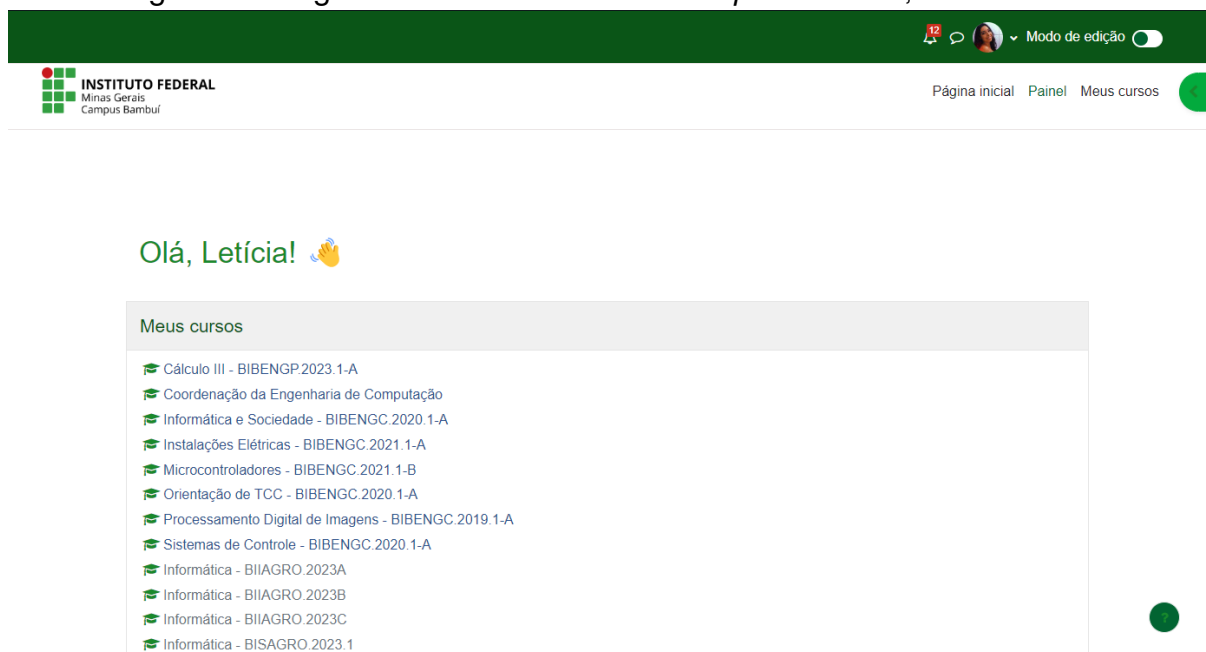 12
Modo de edição
INSTITUTO FEDERAL
Minas Gerais
Campus Bambuí
Página inicial Painel Meus cursos
Olá, Letícia!
Meus cursos
Cálculo III - BIBENGP.2023.1-A
Coordenação da Engenharia de Computação
Informática e Sociedade - BIBENGC.2020.1-A
Instalações Elétricas - BIBENGC.2021.1-A
Microcontroladores - BIBENGC.2021.1-B
Orientação de TCC - BIBENGC.2020.1-A
Processamento Digital de Imagens - BIBENGC.2019.1-A
Sistemas de Controle - BIBENGC.2020.1-A
Informática - BIIAGRO.2023A
Informática - BIIAGRO.2023B
Informática - BIIAGRO.2023C
Informática - BISAGRO.2023.1
?